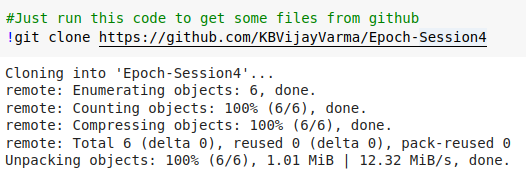 #Just run this code to get some files from github
!git clone https://github.com/KBVijayVarma/Epoch-Session4
Cloning into 'Epoch-Session4'...
remote: Enumerating objects: 6, done.
remote: Counting objects: 100% (6/6), done.
remote: Compressing objects: 100% (6/6), done.
remote: Total 6 (delta 0), reused 0 (delta 0), pack-reused 0
Unpacking objects: 100% (6/6), 1.01 MiB | 12.32 MiB/s, done.